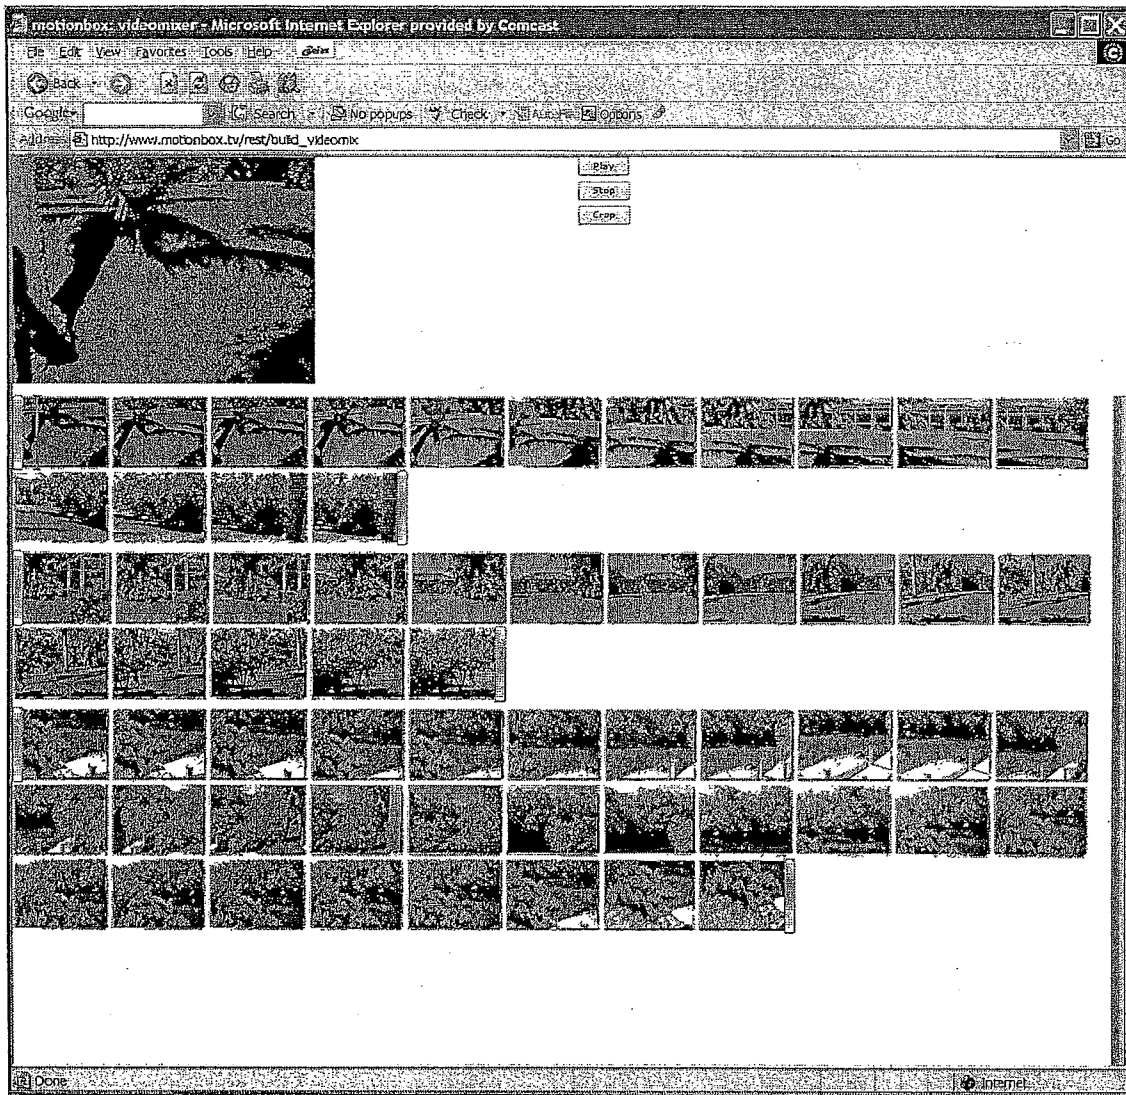 motionbox: videomixer - Microsoft Internet Explorer provided by Comcast
File Edit View Favorites Tools Help
Back
Google Search No popups Check AutoFill Options
Address http://www.motionbox.tv/rest/build_videomix Go
Play
Stop
Crop
Done Internet